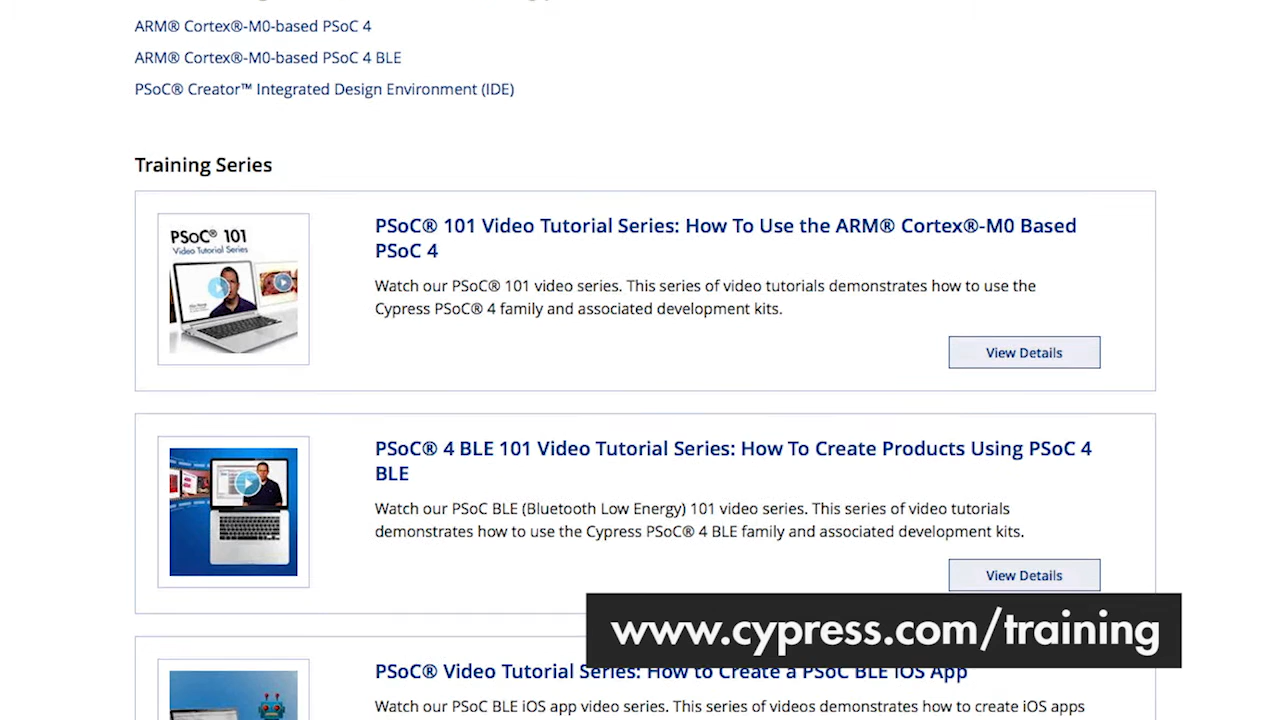 ARM® Cortex®-M0-based PSoC 4
ARM® Cortex®-M0-based PSoC 4 BLE
PSoC® Creator™ Integrated Design Environment (IDE)
Training Series
PSoC® 101
Video Tutorial Series
PSoC® 101 Video Tutorial Series: How To Use the ARM® Cortex®-M0 Based
PSoC 4
Watch our PSoC® 101 video series. This series of video tutorials demonstrates how to use the
Cypress PSoC® 4 family and associated development kits.
View Details
PSoC® 4 BLE 101 Video Tutorial Series: How To Create Products Using PSoC 4
BLE
Watch our PSoC BLE (Bluetooth Low Energy) 101 video series. This series of video tutorials
demonstrates how to use the Cypress PSoC® 4 BLE family and associated development kits.
View Details
www.cypress.com/training
PSoC® Video Tutorial Series: How to Create a PSoC BLE iOS App
Watch our PSoC BLE iOS app video series. This series of videos demonstrates how to create iOS apps